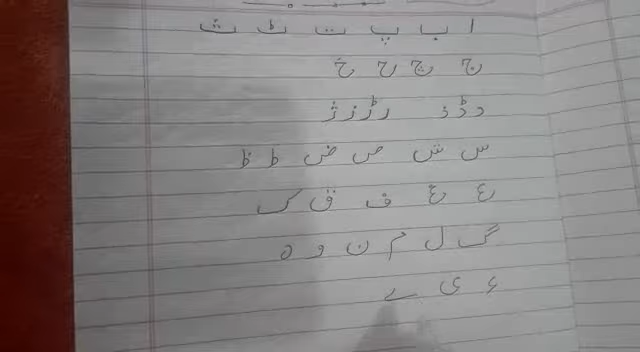 ا ب پ ت ٹ ث
ج چ ح خ
د ڈ ذ ر ڑ ز ژ
س ش ص ض ط ظ
ع غ ف ق ک
گ ل م ن و ہ
ء ی ے